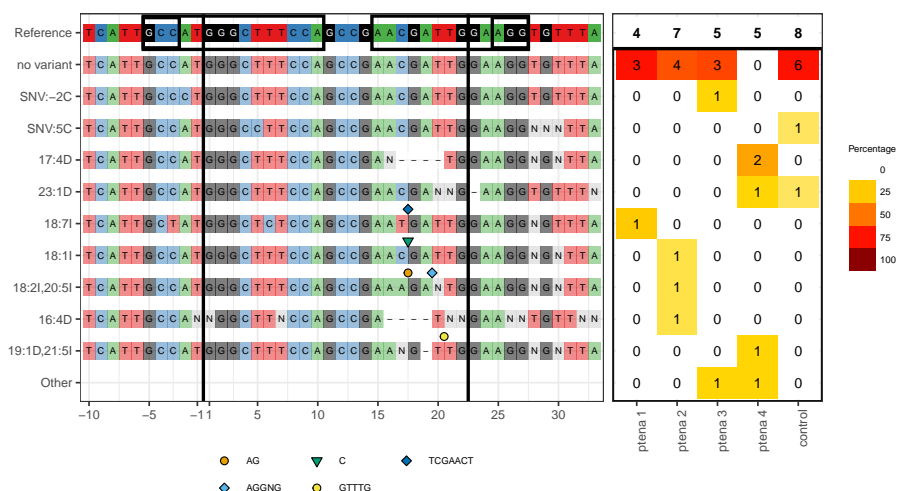 Reference T C A T T G C C A T G G G C T T T C C A G C C G A A C G A T T G G A A G G T G T T T A 4 7 5 5 8
no variant T C A T T G C C A T G G G C T T T C C A G C C G A A C G A T T G G A A G G T G T T T A 3 4 3 0 6
SNV:-2C T C A T T G C C C T G G G C T T T C C A G C C G A A C G A T T G G A A G G T G T T T A 0 0 1 0 0
SNV:5C T C A T T G C C A T G G G C C T T C C A G C C G A A C G A T T G G A A G G N N N T T A 0 0 0 0 1
17:4D T C A T T G C C A T G G G C T T T C C A G C C G A N - - - - T G G A A G G N G N T T A 0 0 0 2 0
23:1D T C A T T G C C A T G G G C T T T C C A G C C G A A C G A N N G - A A G G T G T T T N 0 0 0 1 1
18:7I T C A T T G C T A T G G G C T C T C C A G C C G A A T G A T T G G A A G G N G T T T A 1 0 0 0 0
18:1I T C A T T G C C A T G G G C T T T C C A G C C G A A C G A T T G G A A G G N G N T T A 0 1 0 0 0
18:2I,20:5I T C A T T G C C A T G G G C T T T C C A G C C G A A A G A N T G G A A G G N G N T T A 0 1 0 0 0
16:4D T C A T T G C C A N N G G C T T N C C A G C C G A - - - - T N N G A A N N T G T T N N 0 1 0 0 0
19:1D,21:5I T C A T T G C C A T G G G C T T T C C A G C C G A A N G - T T G G A A G G N G N T T A 0 0 0 1 0
Other 0 0 1 1 0
−10 −5 −1 1 5 10 15 20 25 30
ptena 1
ptena 2
ptena 3
ptena 4
control
Percentage
0
25
50
75
100
AG C TCGAACT
AGGNG GTTTG